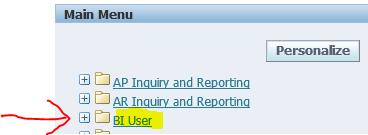 Main Menu
Personalize
AP Inquiry and Reporting
AR Inquiry and Reporting
BI User